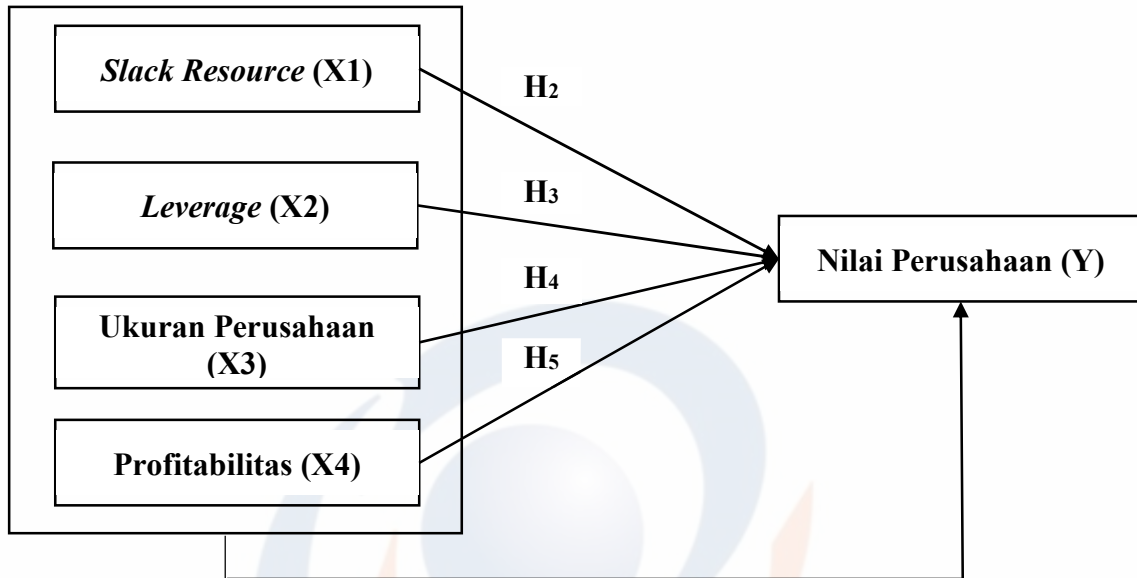 Slack Resource (X1)
H2
Leverage (X2)
H3
Nilai Perusahaan (Y)
Ukuran Perusahaan
(X3)
H4
H5
Profitabilitas (X4)